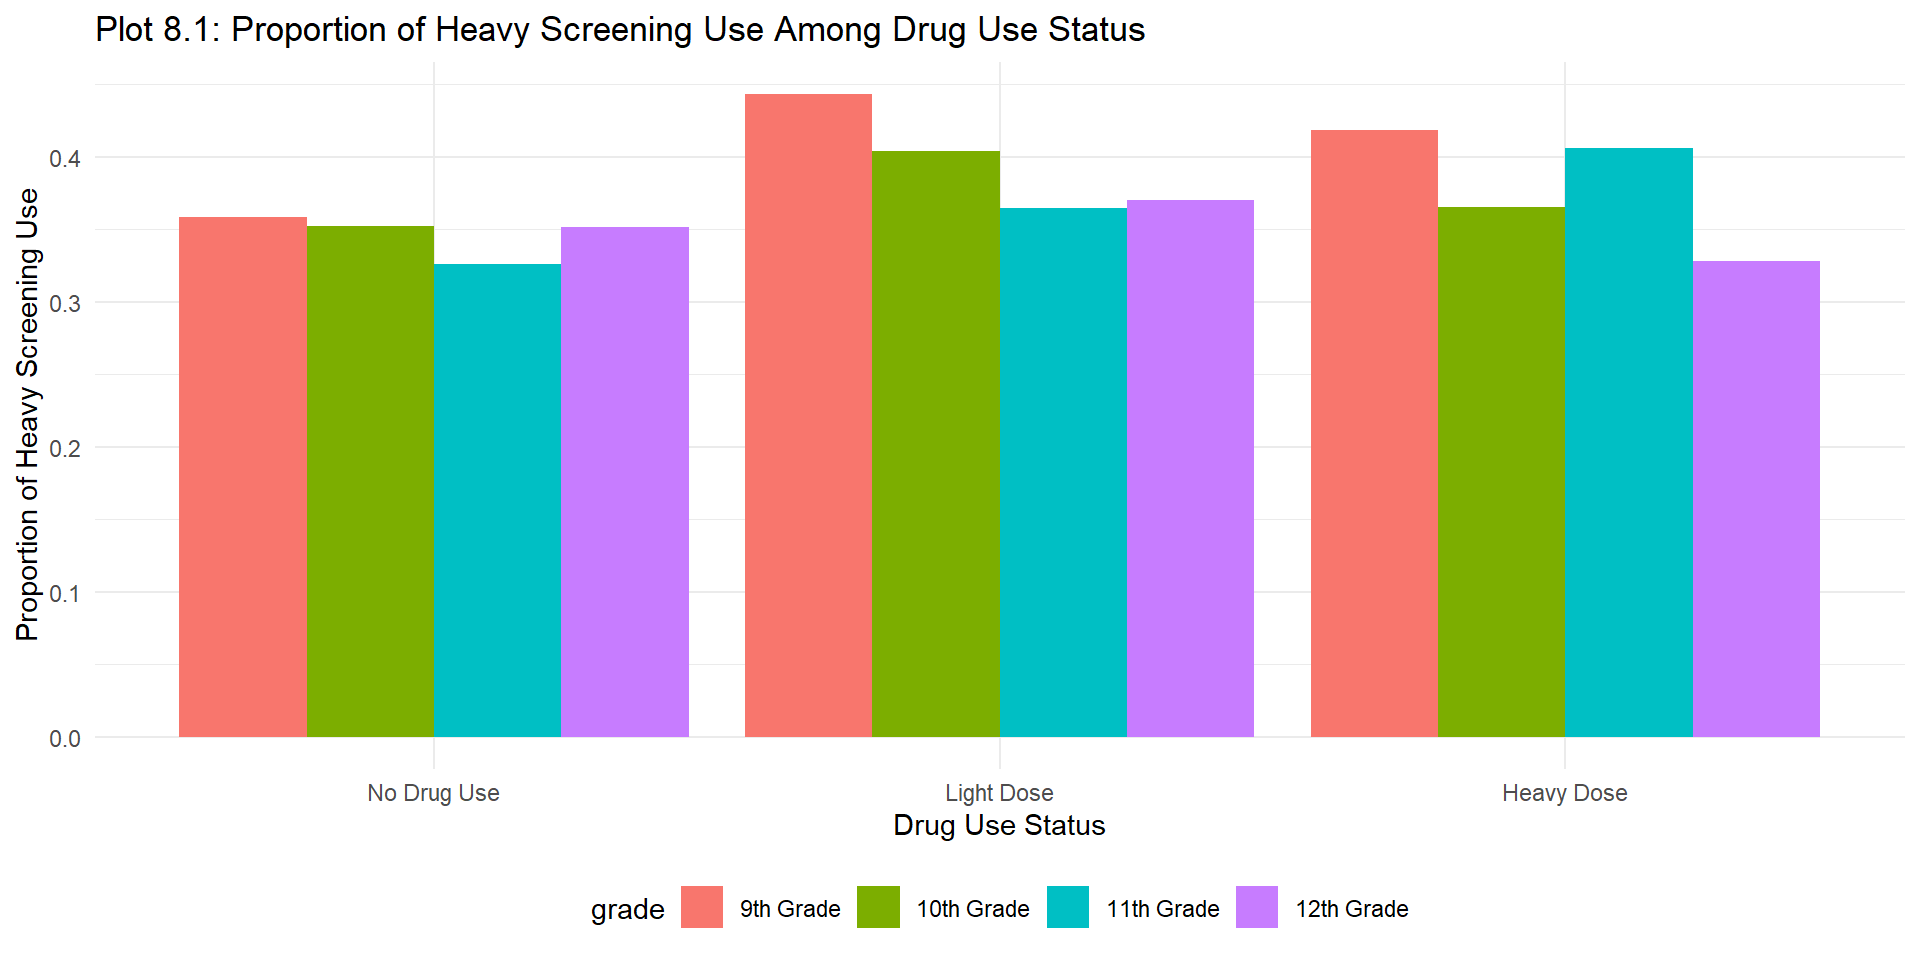 Plot 8.1: Proportion of Heavy Screening Use Among Drug Use Status
Proportion of Heavy Screening Use
0.4
0.3
0.2
0.1
0.0
No Drug Use
Light Dose
Heavy Dose
Drug Use Status
grade
9th Grade
10th Grade
11th Grade
12th Grade